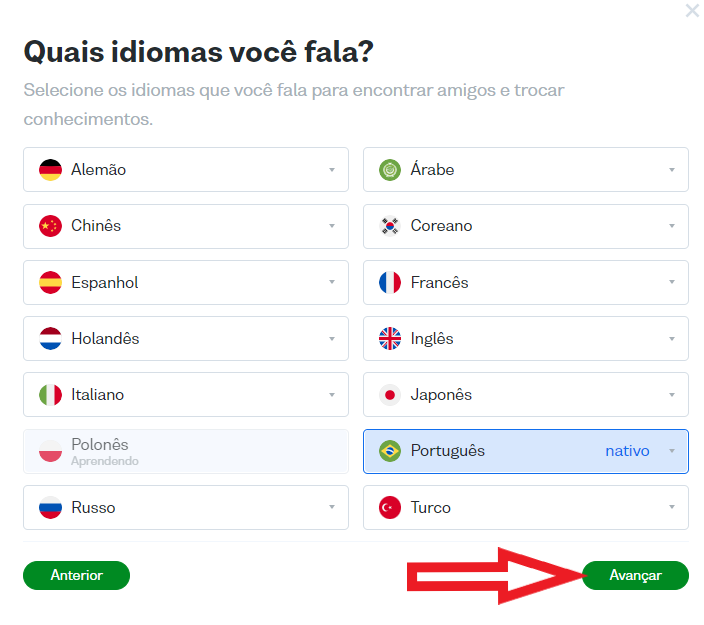 Quais idiomas você fala?
Selecione os idiomas que você fala para encontrar amigos e trocar
conhecimentos.
Alemão
Árabe
Chinês
Coreano
Espanhol
Francês
Holandês
Inglês
Italiano
Japonês
Polonês
Aprendendo
Português nativo
Russo
Turco
Anterior
Avançar